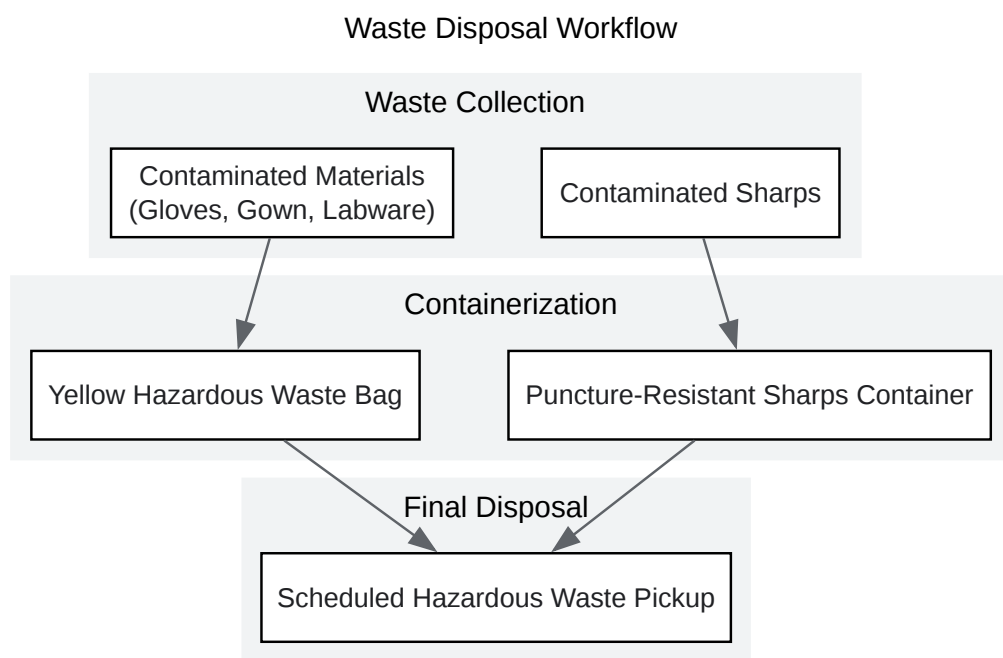 Waste Disposal Workflow
Waste Collection
Contaminated Materials
(Gloves, Gown, Labware)
Contaminated Sharps
Containerization
Yellow Hazardous Waste Bag
Puncture-Resistant Sharps Container
Final Disposal
Scheduled Hazardous Waste Pickup